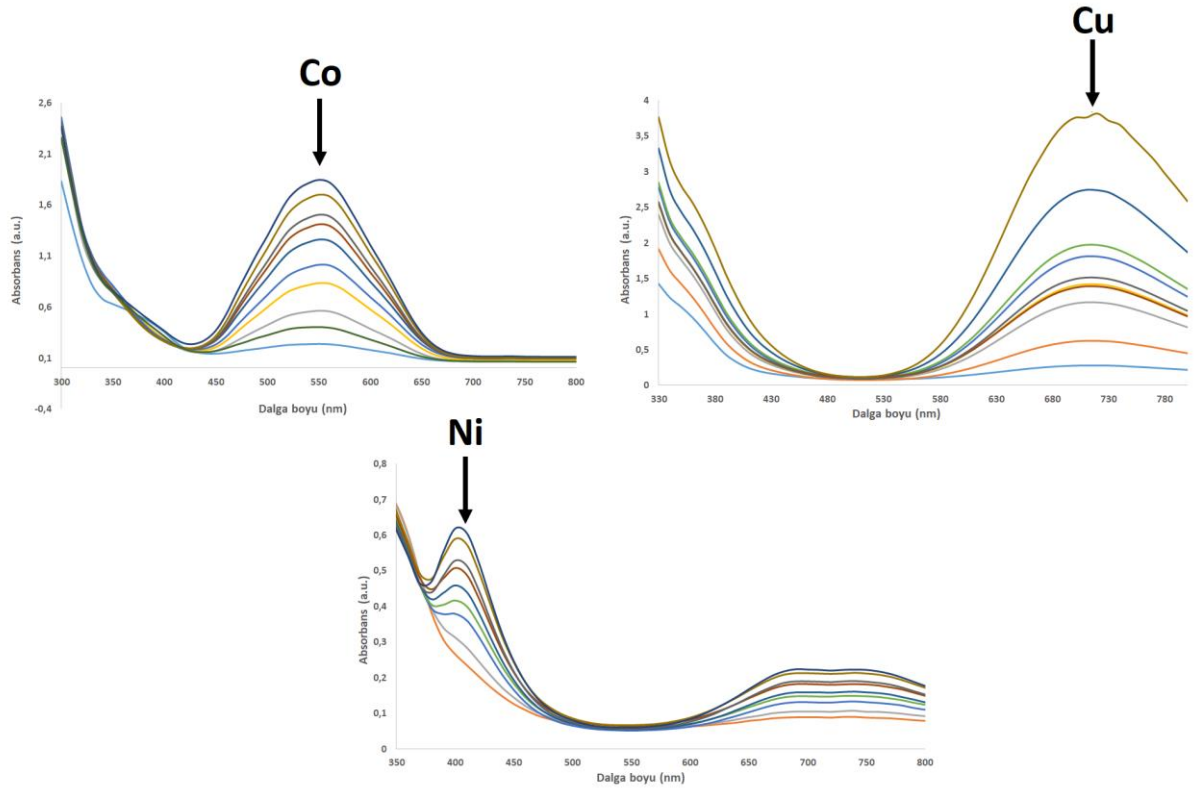 Co
2,6
2,1
1,6
1,1
0,6
0,1
-0,4
Absorbans (a.u.)
300 350 400 450 500 550 600 650 700 750 800
Dalga boyu (nm)
Cu
4
3,5
3
2,5
2
1,5
1
0,5
0
Absorbans (a.u.)
330 380 430 480 530 580 630 680 730 780
Dalga boyu (nm)
Ni
0,8
0,7
0,6
0,5
0,4
0,3
0,2
0,1
0
Absorbans (a.u.)
350 400 450 500 550 600 650 700 750 800
Dalga boyu (nm)